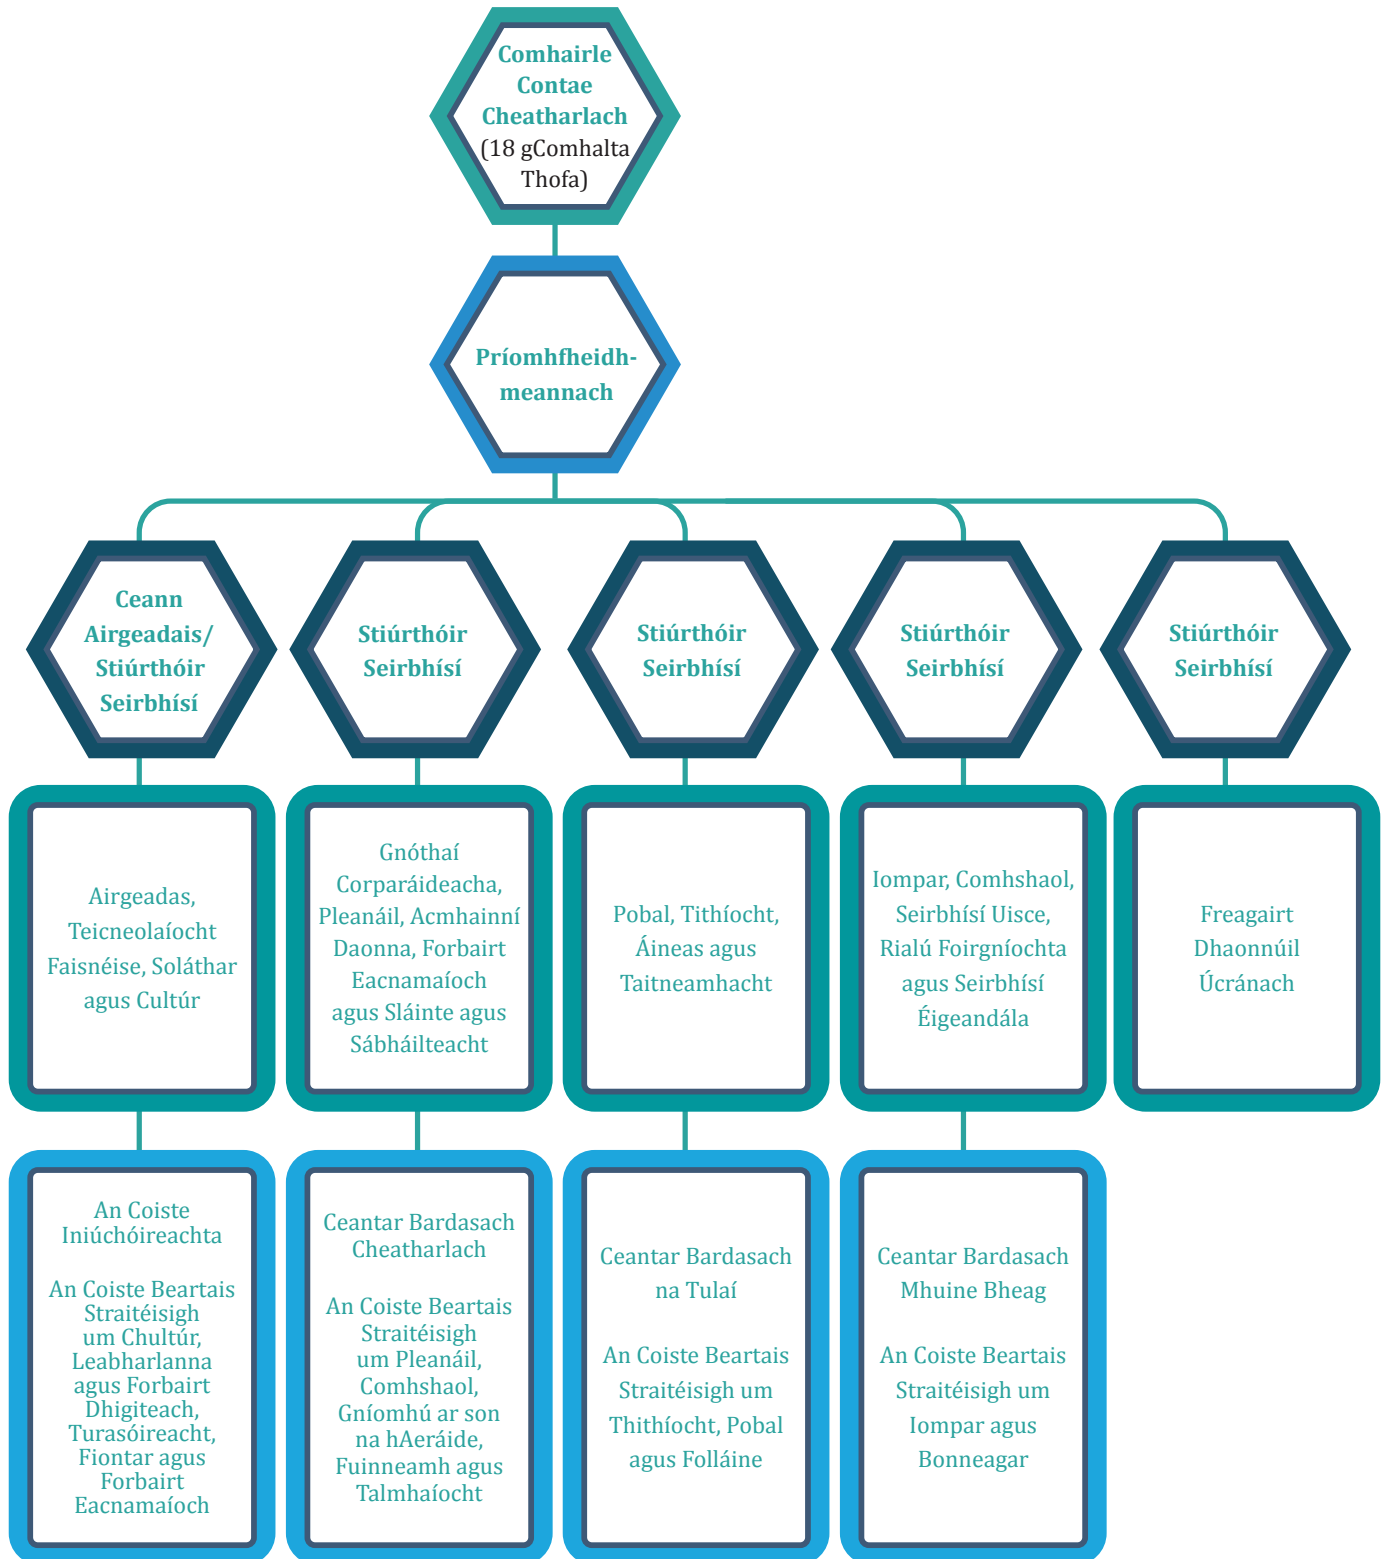 Comhairle
Contae
Cheatharlach
(18 gComhalta
Thofa)
Príomhfheidh-
meannach
Ceann
Airgeadais/
Stiúrthóir
Seirbhísí
Stiúrthóir
Seirbhísí
Stiúrthóir
Seirbhísí
Stiúrthóir
Seirbhísí
Stiúrthóir
Seirbhísí
Airgeadas,
Teicneolaíocht
Faisnéise, Soláthar
agus Cultúr
Gnóthaí
Corparáideacha,
Pleanáil, Acmhainní
Daonna, Forbairt
Eacnamaíoch
agus Sláinte agus
Sábháilteacht
Pobal, Tithíocht,
Áineas agus
Taitneamhacht
Iompar, Comhshaol,
Seirbhísí Uisce,
Rialú Foirgníochta
agus Seirbhísí
Éigeandála
Freagairt
Dhaonnúil
Úcránach
An Coiste
Iniúchóireachta
An Coiste Beartais
Straitéisigh
um Chultúr,
Leabharlanna
agus Forbairt
Dhigiteach,
Turasóireacht,
Fiontar agus
Forbairt
Eacnamaíoch
Ceantar Bardasach
Cheatharlach
An Coiste Beartais
Straitéisigh
um Pleanáil,
Comhshaol,
Gníomhú ar son
na hAeráide,
Fuinneamh agus
Talmhaíocht
Ceantar Bardasach
na Tulaí
An Coiste Beartais
Straitéisigh um
Thithíocht, Pobal
agus Folláine
Ceantar Bardasach
Mhuine Bheag
An Coiste Beartais
Straitéisigh um
Iompar agus
Bonneagar